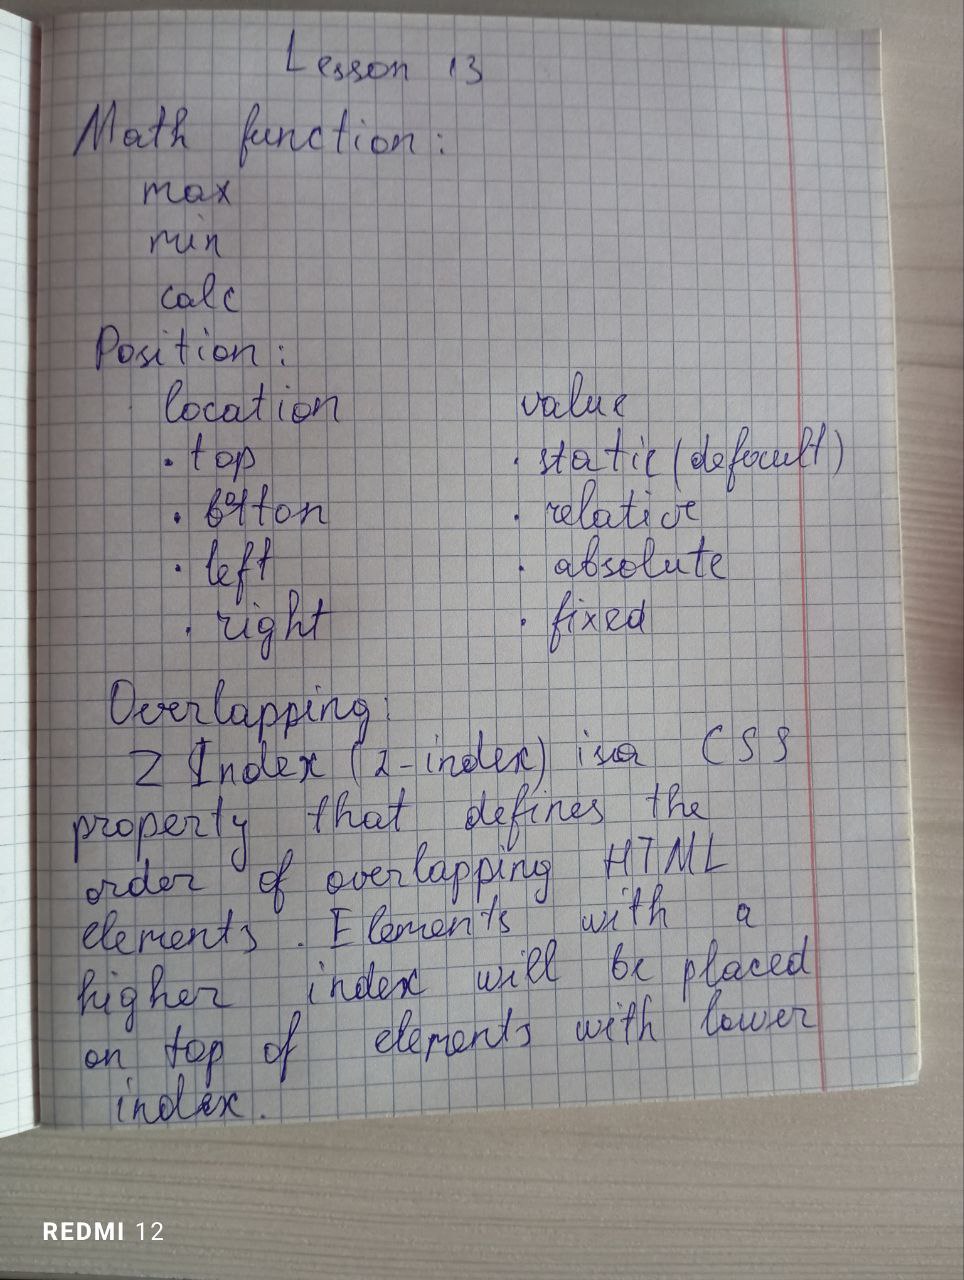 Lesson 13
Math function:
max
min
calc
Position:
location value
· top · static (default)
· botton · relative
· left · absolute
· right · fixed
Overlapping:
Z Index (z-index) is a CSS
property that defines the
order of overlapping HTML
elements. Elements with a
higher index will be placed
on top of elements with lower
index.
REDMI 12